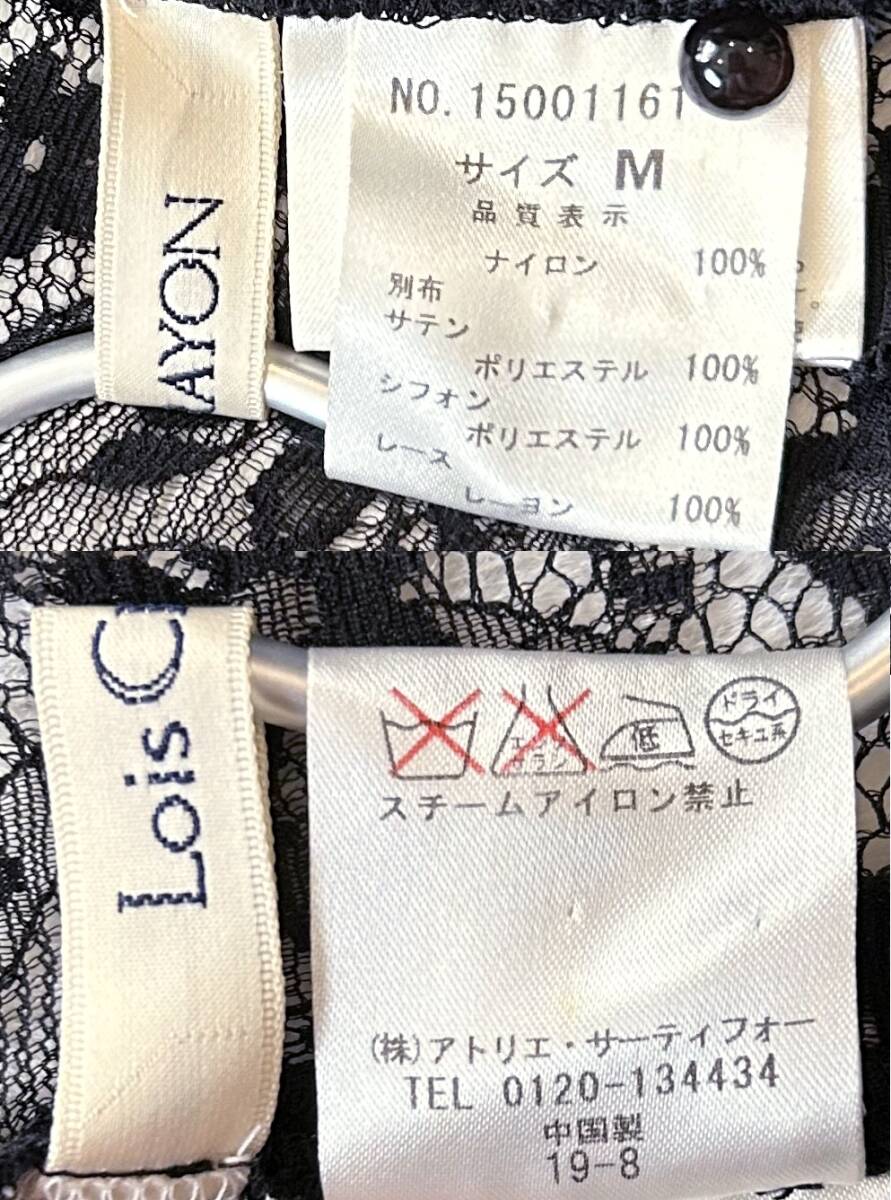 AYON
NO. 15001161
サイズ M
品質表示
ナイロン 100%
別布
サテン
ポリエステル 100%
シフォン
ポリエステル 100%
レース
レーヨン 100%
Lois C
低
ドライ
セキユ系
スチームアイロン禁止
(株)アトリエ・サーティフォー
TEL 0120-134434
中国製
19-8